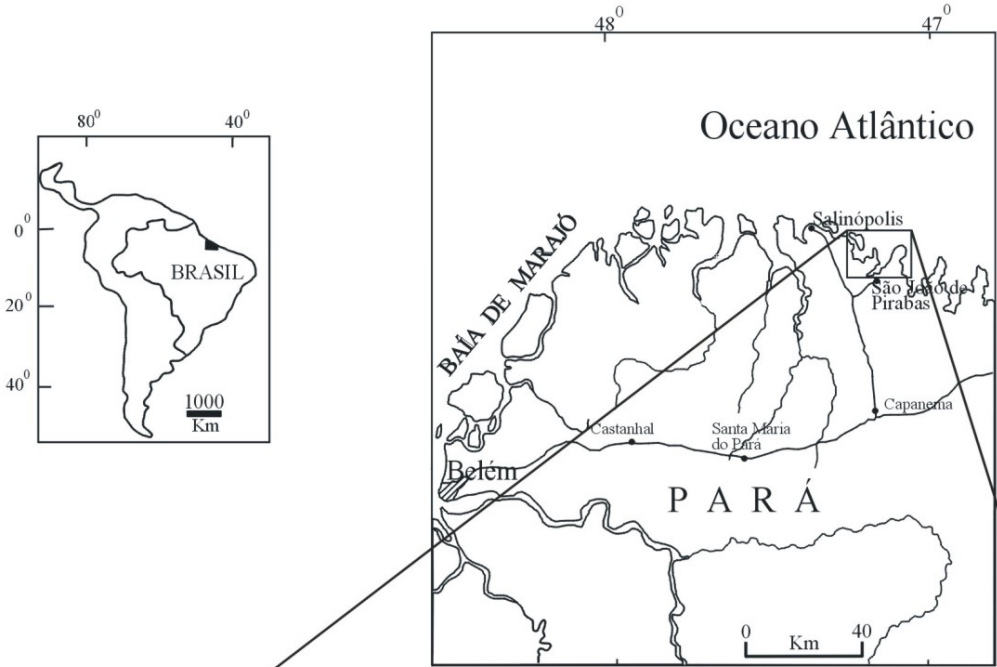 80⁰ 40⁰
0⁰
20⁰
40⁰
BRASIL
1000
Km
48⁰ 47⁰
Oceano Atlântico
BAÍA DE MARAJÓ
Salinópolis
São João de
Pirabas
Capanema
Castanhal
Santa Maria
do Pará
Belém
PARÁ
0 40
Km